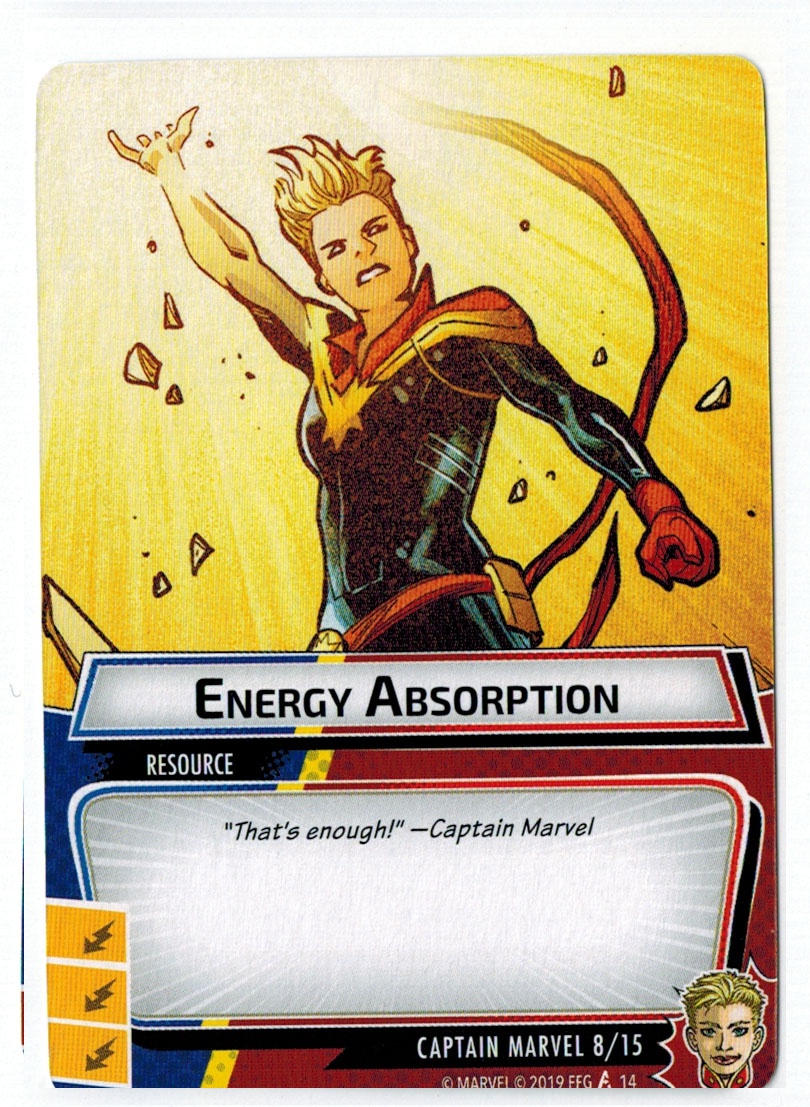 ENERGY ABSORPTION
RESOURCE
"That's enough!" —Captain Marvel
CAPTAIN MARVEL 8/15
© MARVEL © 2019 FFG 14